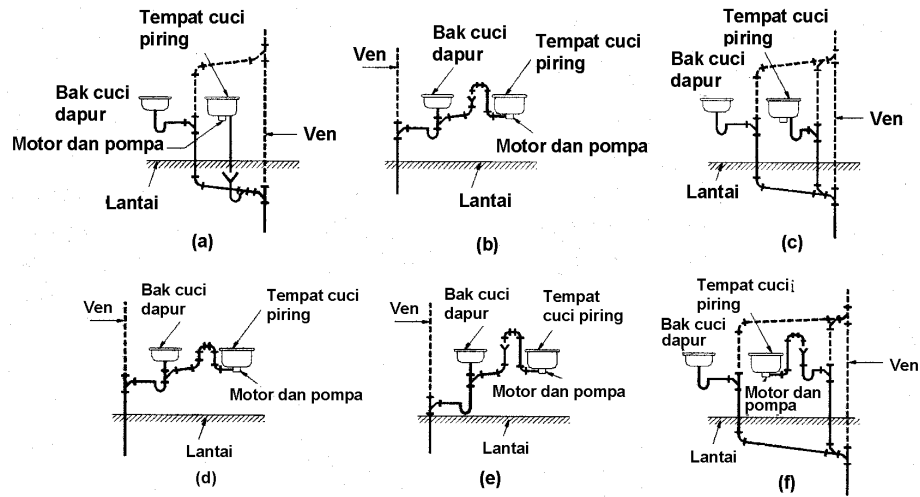 Tempat cuci
piring
Bak cuci
dapur
Motor dan pompa
Ven
Lantai
(a)
Ven
Bak cuci
dapur
Tempat cuci
piring
Motor dan pompa
Lantai
(b)
Tempat cuci
piring
Bak cuci
dapur
Ven
Lantai
(c)
Ven
Bak cuci
dapur
Tempat cuci
piring
Motor dan pompa
Lantai
(d)
Ven
Bak cuci
dapur
Tempat
cuci piring
Motor dan pompa
Lantai
(e)
Tempat cuci
piring
Bak cuci
dapur
Ven
Motor dan
pompa
Lantai
(f)